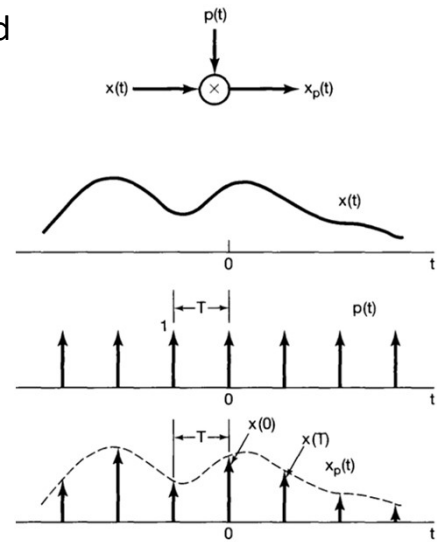 d
p(t)
x(t) × x_p(t)
x(t)
0 t
T p(t)
1
0 t
T x(0)
x(T)
x_p(t)
0 t